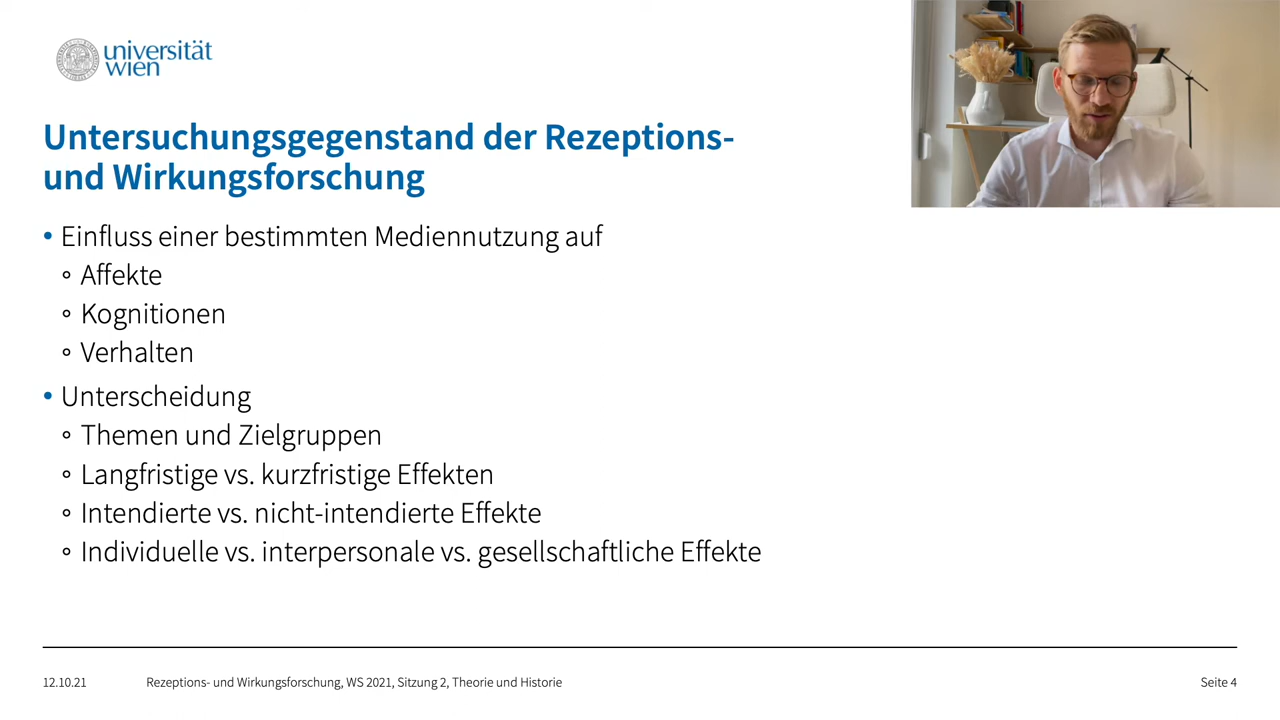 universität
wien
Untersuchungsgegenstand der Rezeptions-
und Wirkungsforschung
• Einfluss einer bestimmten Mediennutzung auf
∘ Affekte
∘ Kognitionen
∘ Verhalten
• Unterscheidung
∘ Themen und Zielgruppen
∘ Langfristige vs. kurzfristige Effekten
∘ Intendierte vs. nicht-intendierte Effekte
∘ Individuelle vs. interpersonale vs. gesellschaftliche Effekte
12.10.21 Rezeptions- und Wirkungsforschung, WS 2021, Sitzung 2, Theorie und Historie Seite 4